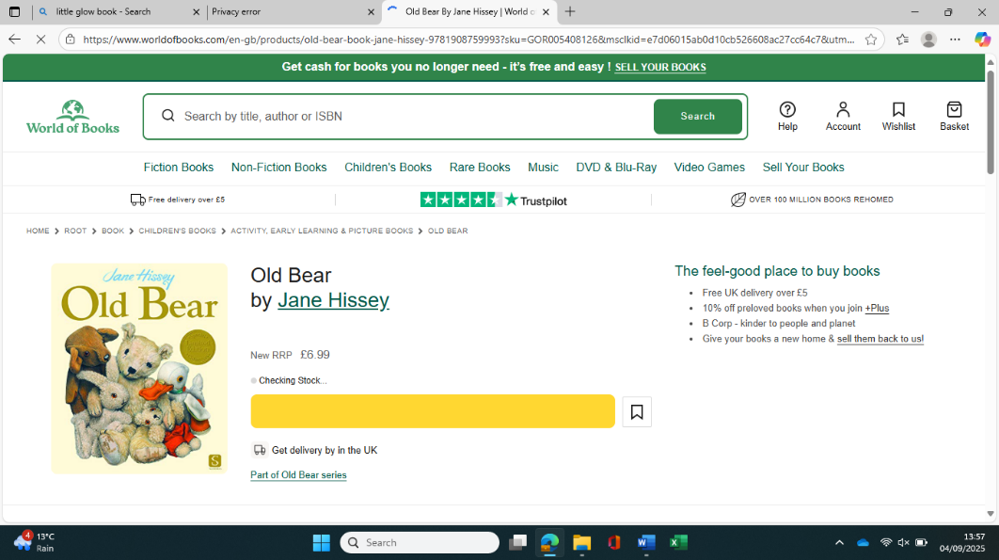 little glow book - Search
Privacy error
Old Bear By Jane Hissey | World o
https://www.worldofbooks.com/en-gb/products/old-bear-book-jane-hissey-9781908759993?sku=GOR005408126&msclkid=e7d06015ab0d10cb526608ac27cc64c7&utm...
Get cash for books you no longer need - it's free and easy ! SELL YOUR BOOKS
World of Books
Search by title, author or ISBN
Search
Help
Account
Wishlist
Basket
Fiction Books
Non-Fiction Books
Children's Books
Rare Books
Music
DVD & Blu-Ray
Video Games
Sell Your Books
Free delivery over £5
Trustpilot
OVER 100 MILLION BOOKS REHOMED
HOME > ROOT > BOOK > CHILDREN'S BOOKS > ACTIVITY, EARLY LEARNING & PICTURE BOOKS > OLD BEAR
Jane Hissey
Old Bear
S
Old Bear
by Jane Hissey
New RRP £6.99
Checking Stock...
Get delivery by in the UK
Part of Old Bear series
The feel-good place to buy books
Free UK delivery over £5
10% off preloved books when you join +Plus
B Corp - kinder to people and planet
Give your books a new home & sell them back to us!
4
13°C
Rain
Search
13:57
04/09/2025